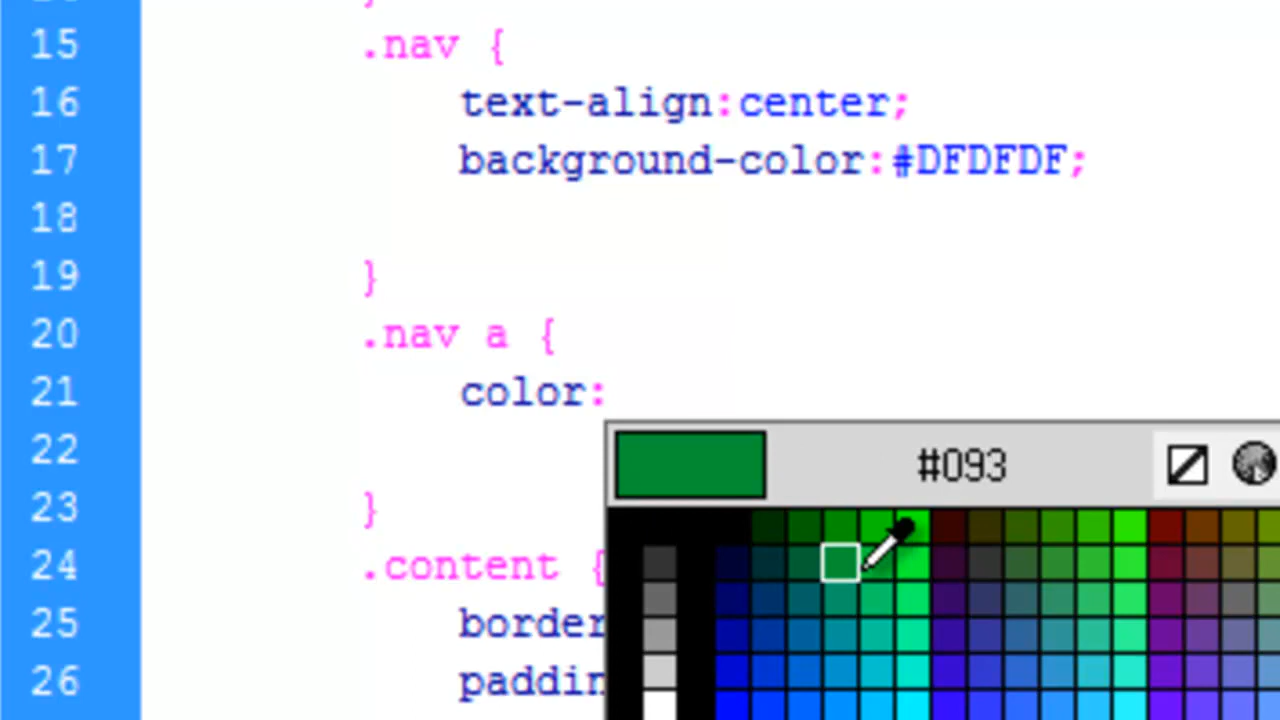 15 .nav {
16 text-align:center;
17 background-color:#DFDFDF;
18
19 }
20 .nav a {
21 color:
22
#093
23 }
24 .content {
25 border
26 paddin